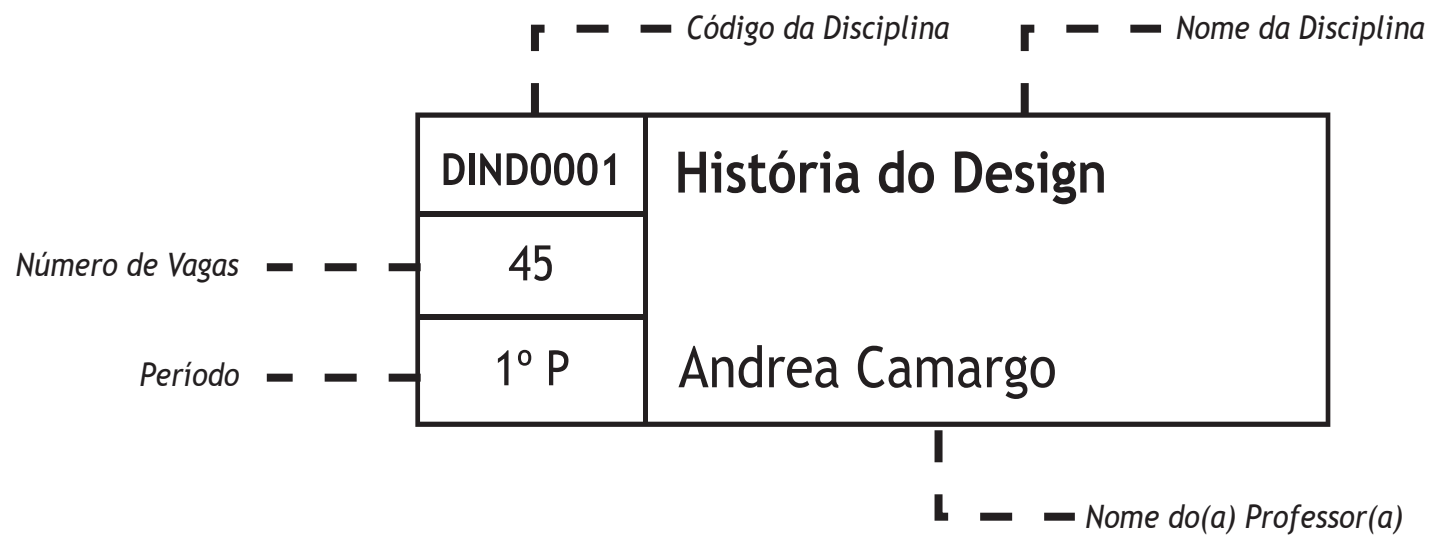 Código da Disciplina
Nome da Disciplina
DIND0001
História do Design
Número de Vagas
45
Período
1º P
Andrea Camargo
Nome do(a) Professor(a)